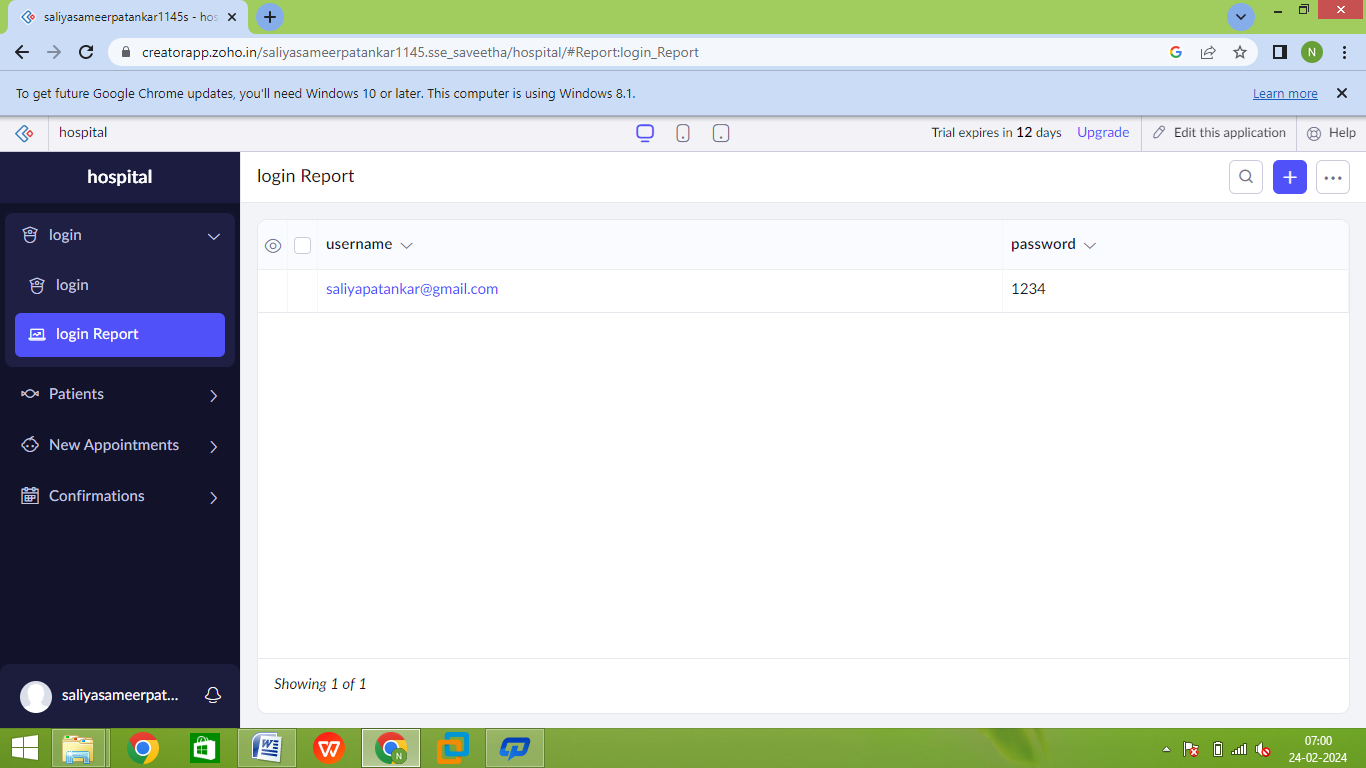 saliyasameerpatankar1145s - hos
creatorapp.zoho.in/saliyasameerpatankar1145.sse_saveetha/hospital/#Report:login_Report
N
To get future Google Chrome updates, you'll need Windows 10 or later. This computer is using Windows 8.1.
Learn more
hospital
Trial expires in 12 days
Upgrade
Edit this application
Help
hospital
login
login
login Report
Patients
New Appointments
Confirmations
saliyasameerpat...
login Report
username
password
saliyapatankar@gmail.com
1234
Showing 1 of 1
07:00
24-02-2024